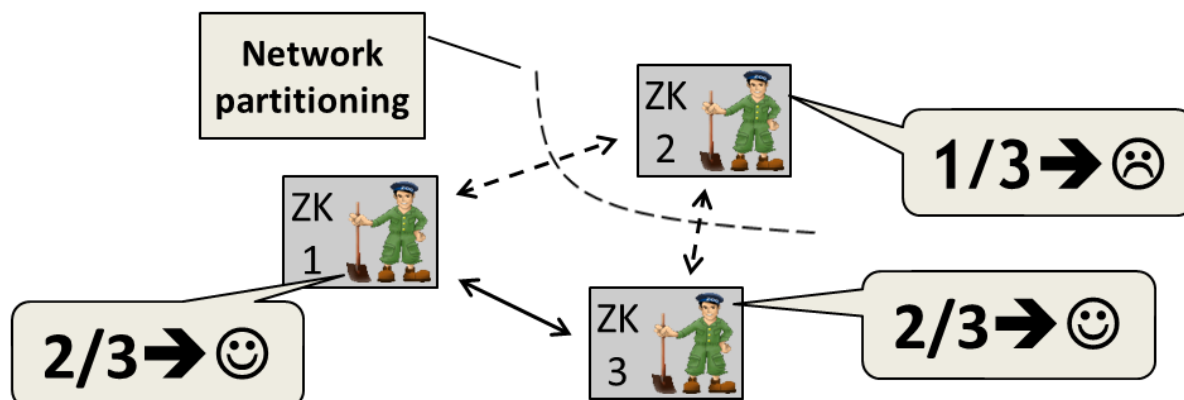 Network
partitioning
ZK
2
1/3➔☹
ZK
1
2/3➔☺
ZK
3
2/3➔☺